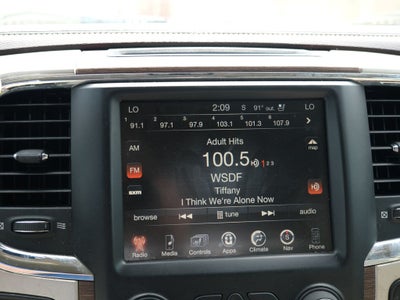 LO 2:09 S 91° out. LO
1 2 3 4 5 6
91.1 97.1 97.9 103.1 101.3 107.9
Adult Hits
AM 100.5 HD 1 2 3 map
FM WSDF HD
sxm Tiffany
I Think We're Alone Now
browse tune audio
Radio Media Controls Apps Climate Nav Phone